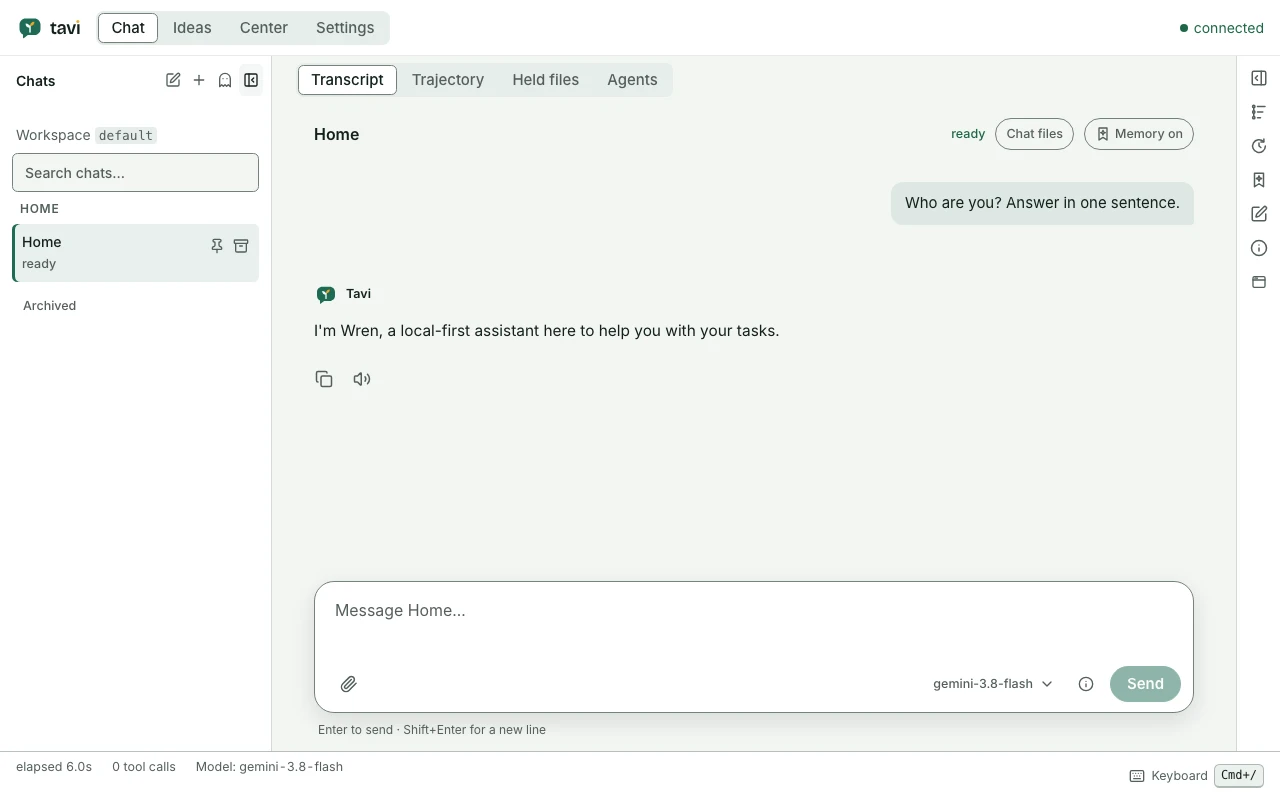 tavi
Chat Ideas Center Settings
connected
Chats
Workspace default
Search chats...
HOME
Home
ready
Archived
Transcript Trajectory Held files Agents
Home
ready Chat files Memory on
Who are you? Answer in one sentence.
Tavi
I'm Wren, a local-first assistant here to help you with your tasks.
Message Home...
gemini-3.8-flash Send
Enter to send · Shift+Enter for a new line
elapsed 6.0s 0 tool calls Model: gemini-3.8-flash
Keyboard Cmd+/